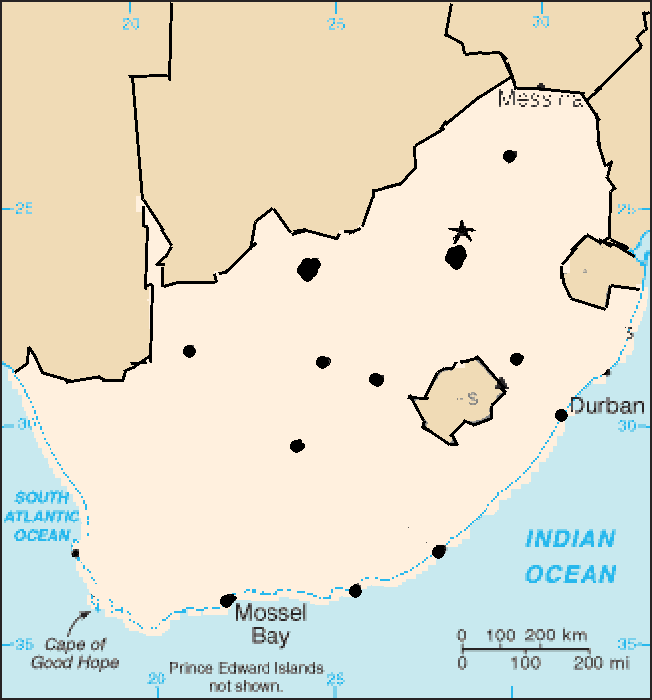 20
25
30
Messina
-25
25-
Durban
-30
30-
SOUTH
ATLANTIC
OCEAN
INDIAN
OCEAN
Mossel
Bay
0 100 200 km
0 100 200 mi
-35
35-
Cape of
Good Hope
Prince Edward Islands
not shown.
20
25